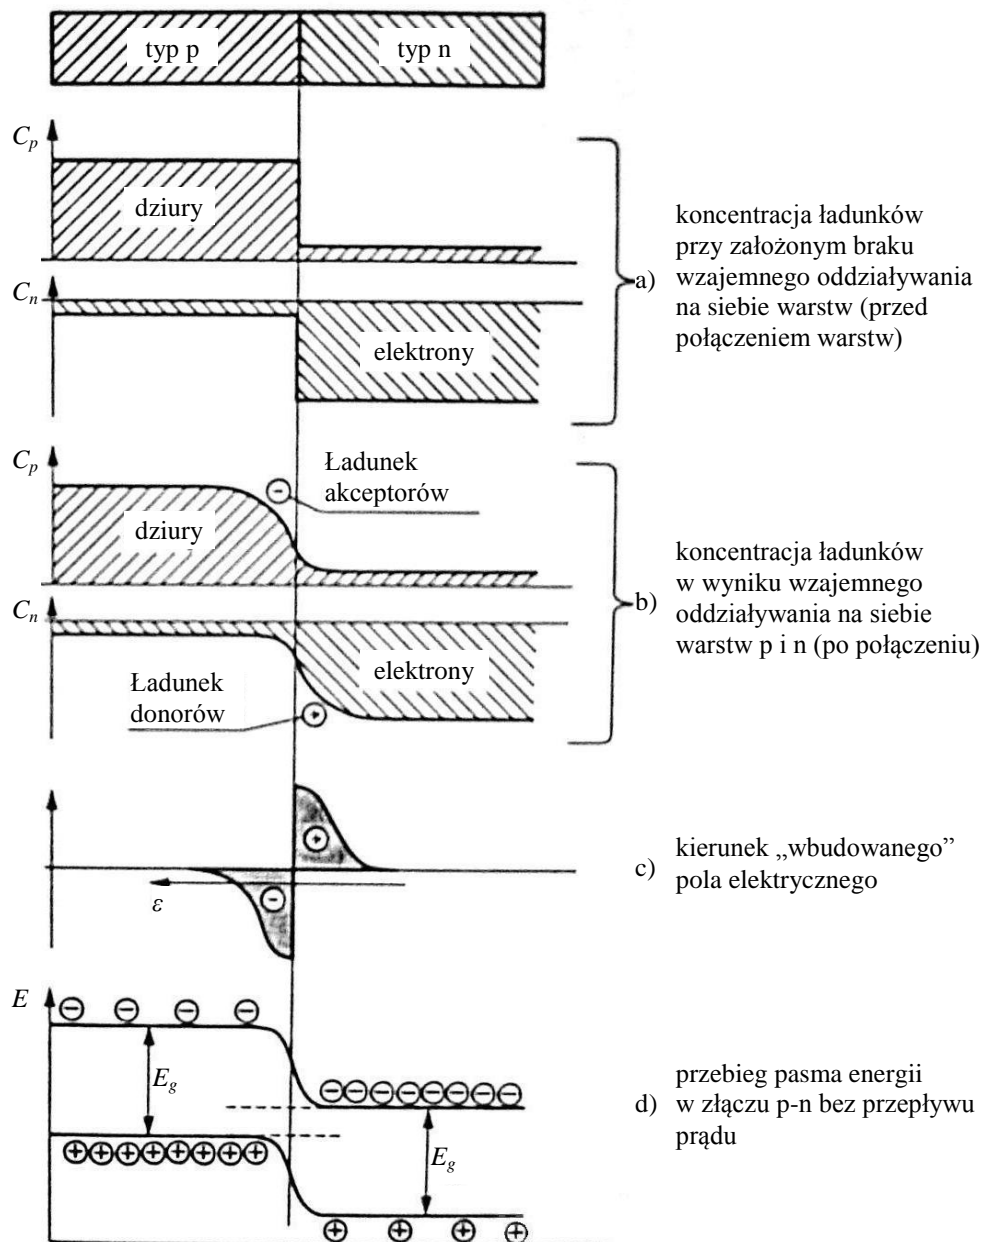 typ p
typ n
C_p
dziury
C_n
elektrony
a)
koncentracja ładunków
przy założonym braku
wzajemnego oddziaływania
na siebie warstw (przed
połączeniem warstw)
C_p
Ładunek
akceptorów
-
dziury
C_n
elektrony
Ładunek
donorów
+
b)
koncentracja ładunków
w wyniku wzajemnego
oddziaływania na siebie
warstw p i n (po połączeniu)
+
-
ε
c)
kierunek „wbudowanego”
pola elektrycznego
E
- - - -
E_g
- - - - - - - -
+ + + + + + + +
E_g
+ + + +
d)
przebieg pasma energii
w złączu p-n bez przepływu
prądu